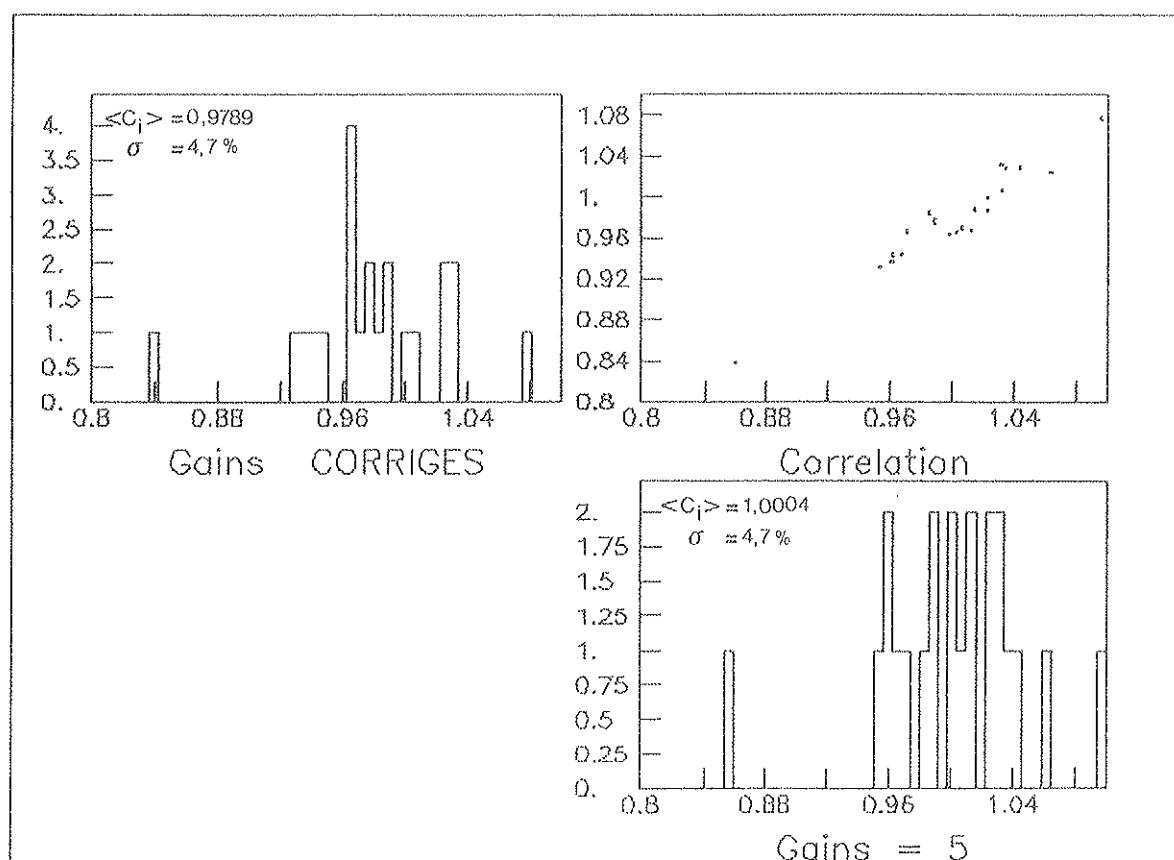 <C_i> = 0,9789
σ = 4,7 %
4.
3.5
3.
2.5
2.
1.5
1.
0.5
0.
0.8 0.88 0.96 1.04
Gains CORRIGES
1.08
1.04
1.
0.96
0.92
0.88
0.84
0.8
0.8 0.88 0.96 1.04
Correlation
<C_i> = 1,0004
σ = 4,7 %
2.
1.75
1.5
1.25
1.
0.75
0.5
0.25
0.
0.8 0.88 0.96 1.04
Gains = 5